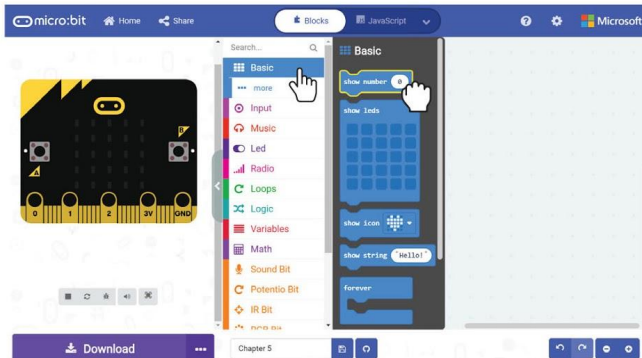 micro:bit Home Share Blocks JavaScript Microsoft
Search...
Basic
more
Input
Music
Led
Radio
Loops
Logic
Variables
Math
Sound Bit
Potentio Bit
IR Bit
Basic
show number 0
show leds
show icon
show string "Hello!"
forever
B
A
0 1 2 3V GND
Download
Chapter 5